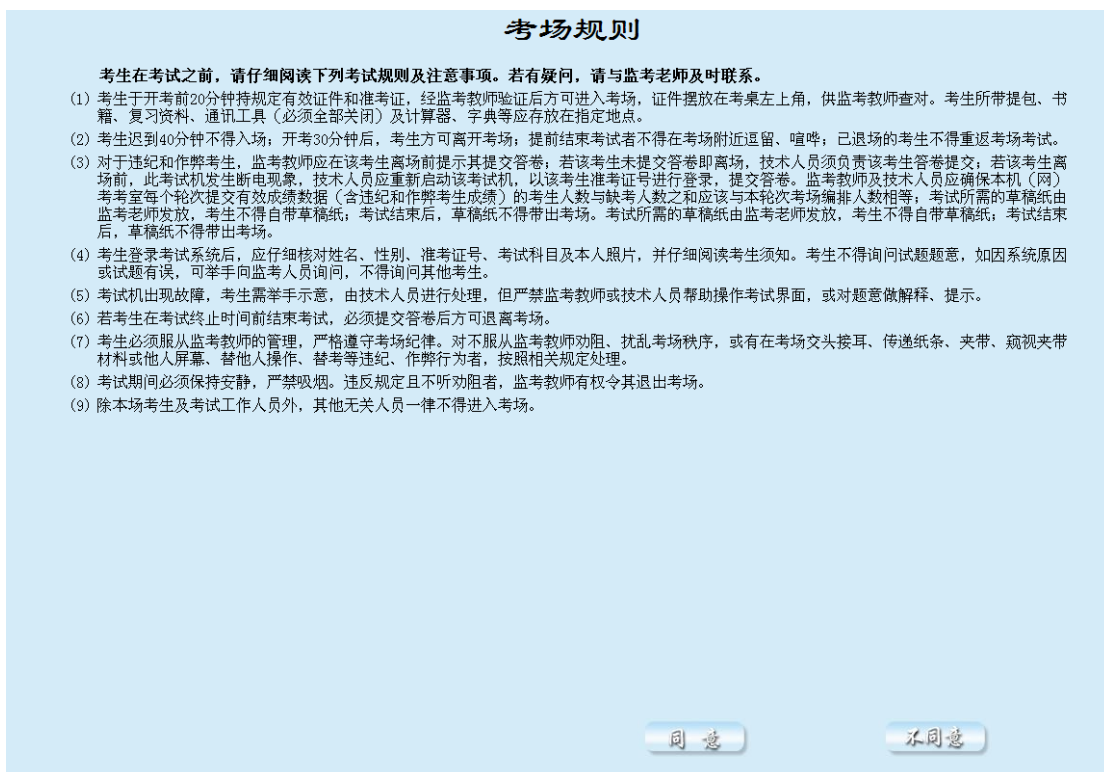 考场规则
考生在考试之前，请仔细阅读下列考试规则及注意事项。若有疑问，请与监考老师及时联系。
(1) 考生于开考前20分钟持规定有效证件和准考证，经监考教师验证后方可进入考场，证件摆放在考桌左上角，供监考教师查对。考生所带提包、书
籍、复习资料、通讯工具（必须全部关闭）及计算器、字典等应存放在指定地点。
(2) 考生迟到40分钟不得入场；开考30分钟后，考生方可离开考场；提前结束考试者不得在考场附近逗留、喧哗；已退场的考生不得重返考场考试。
(3) 对于违纪和作弊考生，监考教师应在该考生离场前提示其提交答卷；若该考生未提交答卷即离场，技术人员须负责该考生答卷提交；若该考生离
场前，此考试机发生断电现象，技术人员应重新启动该考试机，以该考生准考证号进行登录，提交答卷。监考教师及技术人员应确保本机（网）
考考室每个轮次提交有效成绩数据（含违纪和作弊考生成绩）的考生人数与缺考人数之和应该与本轮次考场编排人数相等；考试所需的草稿纸由
监考老师发放，考生不得自带草稿纸；考试结束后，草稿纸不得带出考场。考试所需的草稿纸由监考老师发放，考生不得自带草稿纸；考试结束
后，草稿纸不得带出考场。
(4) 考生登录考试系统后，应仔细核对姓名、性别、准考证号、考试科目及本人照片，并仔细阅读考生须知。考生不得询问试题题意，如因系统原因
或试题有误，可举手向监考人员询问，不得询问其他考生。
(5) 考试机出现故障，考生需举手示意，由技术人员进行处理，但严禁监考教师或技术人员帮助操作考试界面，或对题意做解释、提示。
(6) 若考生在考试终止时间前结束考试，必须提交答卷后方可退离考场。
(7) 考生必须服从监考教师的管理，严格遵守考场纪律。对不服从监考教师劝阻、扰乱考场秩序，或有在考场交头接耳、传递纸条、夹带、窥视夹带
材料或他人屏幕、替他人操作、替考等违纪、作弊行为者，按照相关规定处理。
(8) 考试期间必须保持安静，严禁吸烟。违反规定且不听劝阻者，监考教师有权令其退出考场。
(9) 除本场考生及考试工作人员外，其他无关人员一律不得进入考场。
同 意
不同意